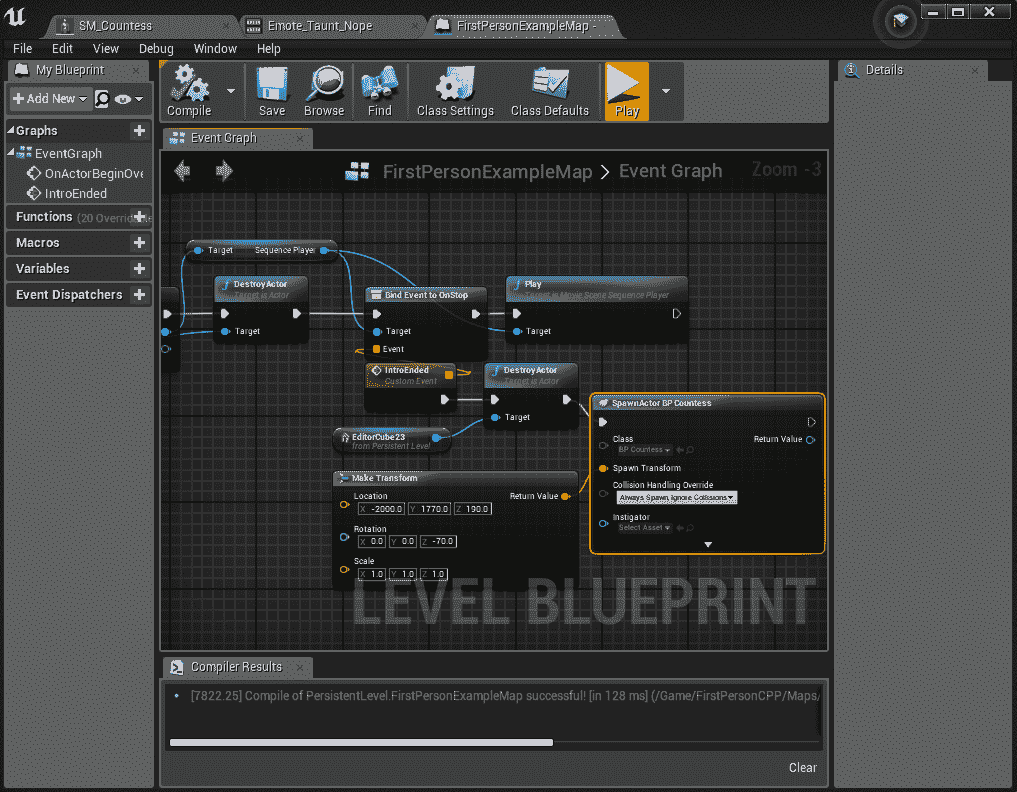 SM_Countess
Emote_Taunt_Nope
FirstPersonExampleMap -
File Edit View Debug Window Help
My Blueprint
Details
Add New
Compile Save Browse Find Class Settings Class Defaults Play
Graphs
EventGraph
OnActorBeginOve
IntroEnded
Functions (20 Override
Macros
Variables
Event Dispatchers
Event Graph
FirstPersonExampleMap > Event Graph
Zoom -3
Target Sequence Player
DestroyActor
Target is Actor
Target
Bind Event to OnStop
Target
Event
Play
Target is Movie Scene Sequence Player
Target
IntroEnded
Custom Event
DestroyActor
Target is Actor
Target
EditorCube23
from Persistent Level
Make Transform
Location
X -2000.0 Y 1770.0 Z 190.0
Return Value
Rotation
X 0.0 Y 0.0 Z -70.0
Scale
X 1.0 Y 1.0 Z 1.0
SpawnActor BP Countess
Class
BP Countess
Return Value
Spawn Transform
Collision Handling Override
Always Spawn, Ignore Collisions
Instigator
Select Asset
LEVEL BLUEPRINT
Compiler Results
[7822.25] Compile of PersistentLevel.FirstPersonExampleMap successful! [in 128 ms] (/Game/FirstPersonCPP/Maps/
Clear